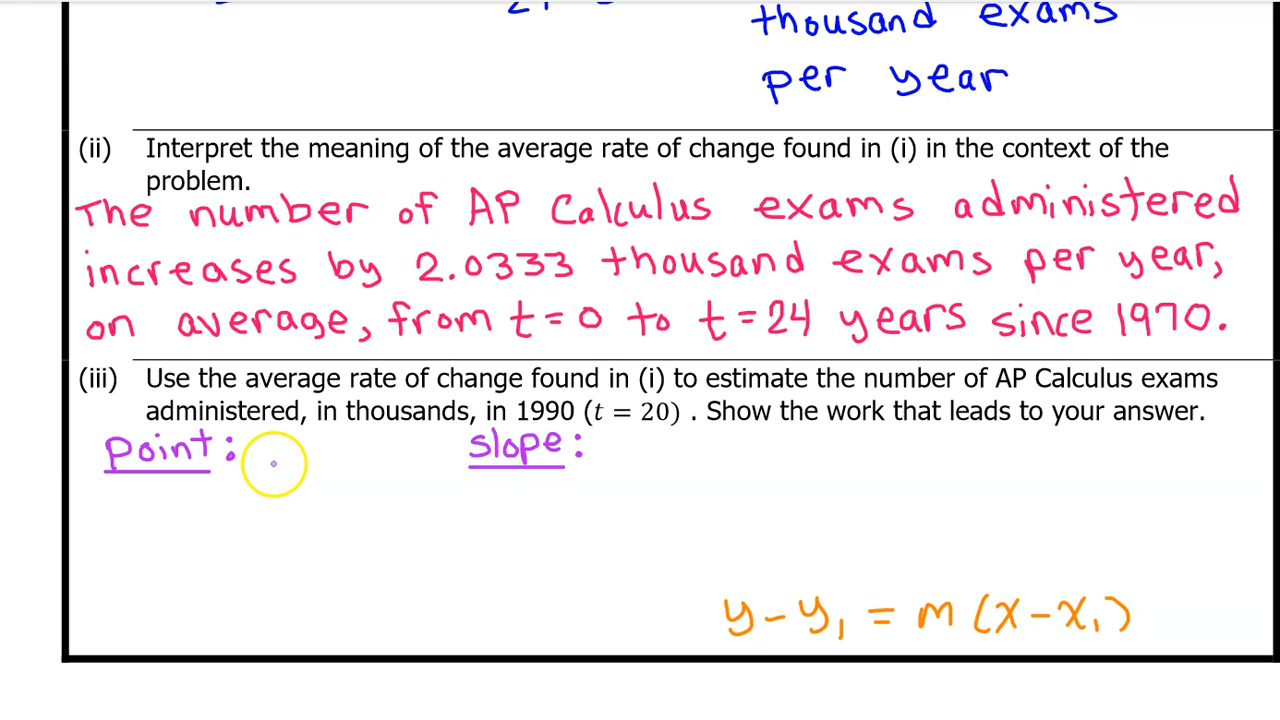 thousand exams
per year
(ii) Interpret the meaning of the average rate of change found in (i) in the context of the
problem.
The number of AP Calculus exams administered
increases by 2.0333 thousand exams per year,
on average, from t = 0 to t = 24 years since 1970.
(iii) Use the average rate of change found in (i) to estimate the number of AP Calculus exams
administered, in thousands, in 1990 (t = 20) . Show the work that leads to your answer.
Point: slope:
y - y₁ = m (x - x₁)